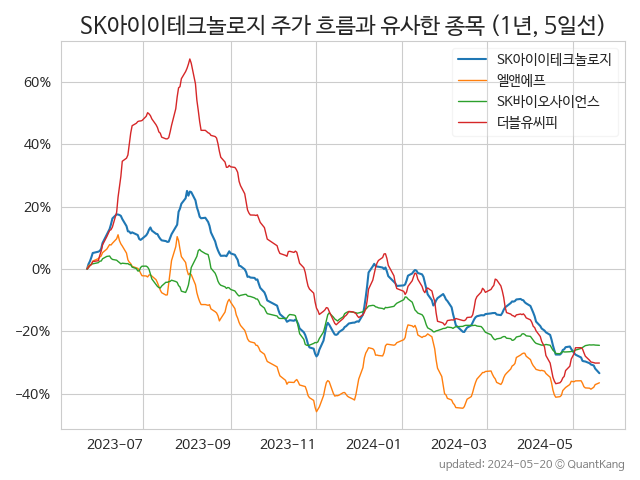 SK아이이테크놀로지 주가 흐름과 유사한 종목 (1년, 5일선)
SK아이이테크놀로지
엘앤에프
SK바이오사이언스
더블유씨피
60%
40%
20%
0%
−20%
−40%
2023-07
2023-09
2023-11
2024-01
2024-03
2024-05
updated: 2024-05-20 © QuantKang